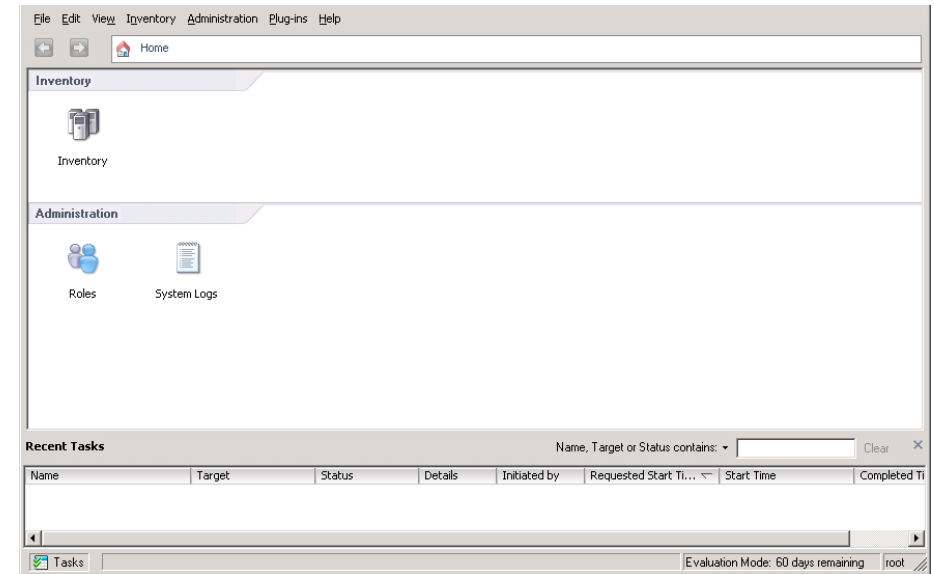 File Edit View Inventory Administration Plug-ins Help
Home
Inventory
Inventory
Administration
Roles System Logs
Recent Tasks Name, Target or Status contains: Clear
Name Target Status Details Initiated by Requested Start Ti... Start Time Completed Ti
Tasks Evaluation Mode: 60 days remaining root